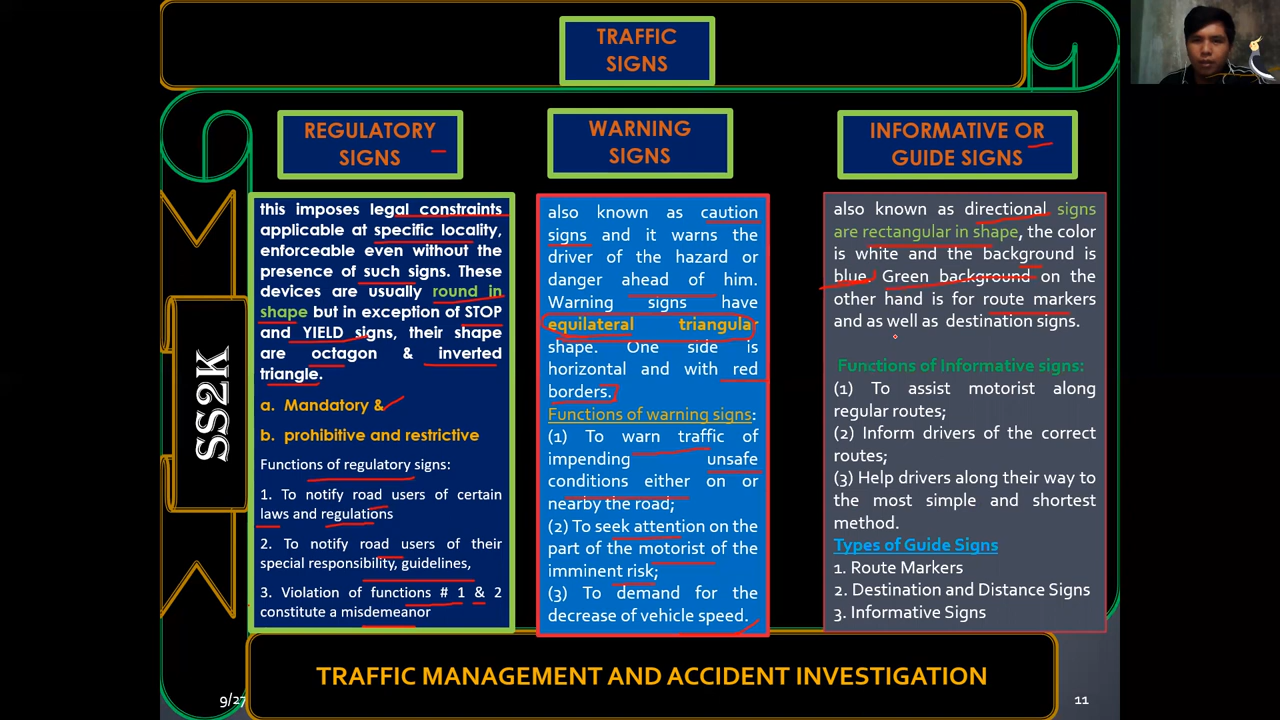 TRAFFIC
SIGNS
REGULATORY
SIGNS
this imposes legal constraints
applicable at specific locality,
enforceable even without the
presence of such signs. These
devices are usually round in
shape but in exception of STOP
and YIELD signs, their shape
are octagon & inverted
triangle.
a. Mandatory &
b. prohibitive and restrictive
Functions of regulatory signs:
1. To notify road users of certain
laws and regulations
2. To notify road users of their
special responsibility, guidelines,
3. Violation of functions # 1 & 2
constitute a misdemeanor
WARNING
SIGNS
also known as caution
signs and it warns the
driver of the hazard or
danger ahead of him.
Warning signs have
equilateral triangular
shape. One side is
horizontal and with red
borders.
Functions of warning signs:
(1) To warn traffic of
impending unsafe
conditions either on or
nearby the road;
(2) To seek attention on the
part of the motorist of the
imminent risk;
(3) To demand for the
decrease of vehicle speed.
INFORMATIVE OR
GUIDE SIGNS
also known as directional signs
are rectangular in shape, the color
is white and the background is
blue. Green background on the
other hand is for route markers
and as well as destination signs.
Functions of Informative signs:
(1) To assist motorist along
regular routes;
(2) Inform drivers of the correct
routes;
(3) Help drivers along their way to
the most simple and shortest
method.
Types of Guide Signs
1. Route Markers
2. Destination and Distance Signs
3. Informative Signs
SS2K
TRAFFIC MANAGEMENT AND ACCIDENT INVESTIGATION
9/27
11